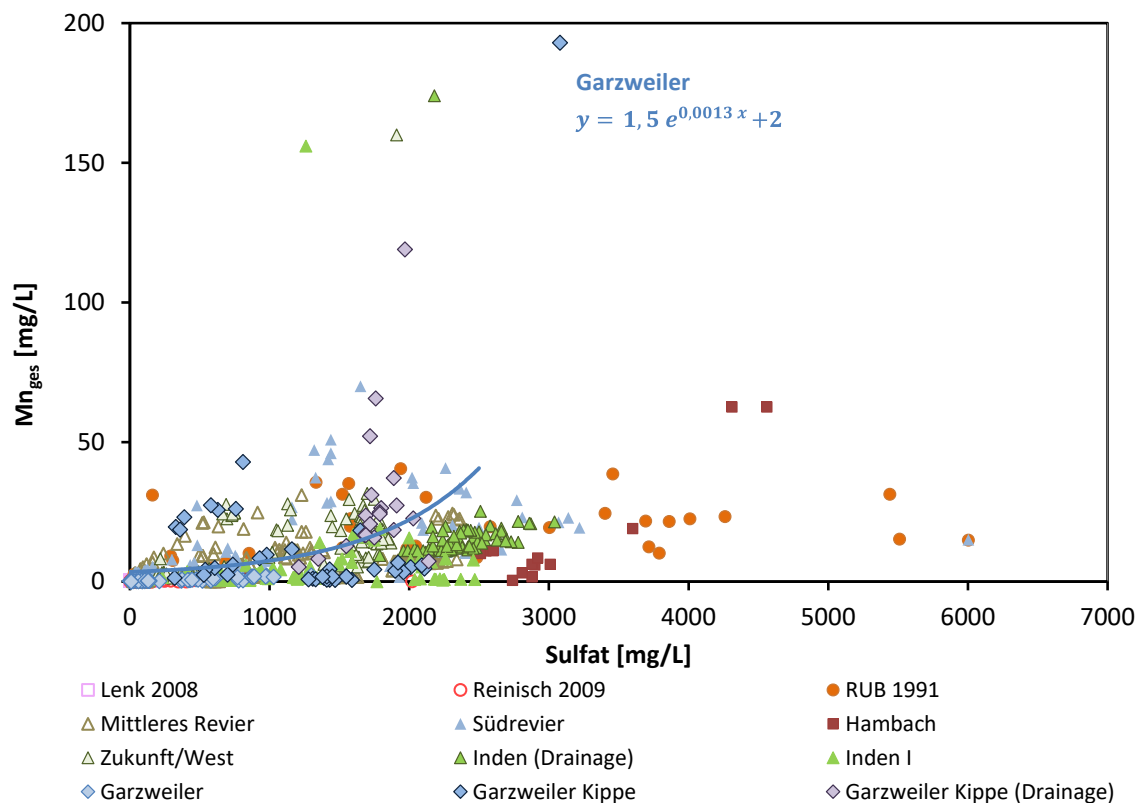 200
150
100
50
0
Mn_ges [mg/L]
Garzweiler
y = 1,5 e^{0,0013 x} +2
0 1000 2000 3000 4000 5000 6000 7000
Sulfat [mg/L]
Lenk 2008 Reinisch 2009 RUB 1991
Mittleres Revier Südrevier Hambach
Zukunft/West Inden (Drainage) Inden I
Garzweiler Garzweiler Kippe Garzweiler Kippe (Drainage)